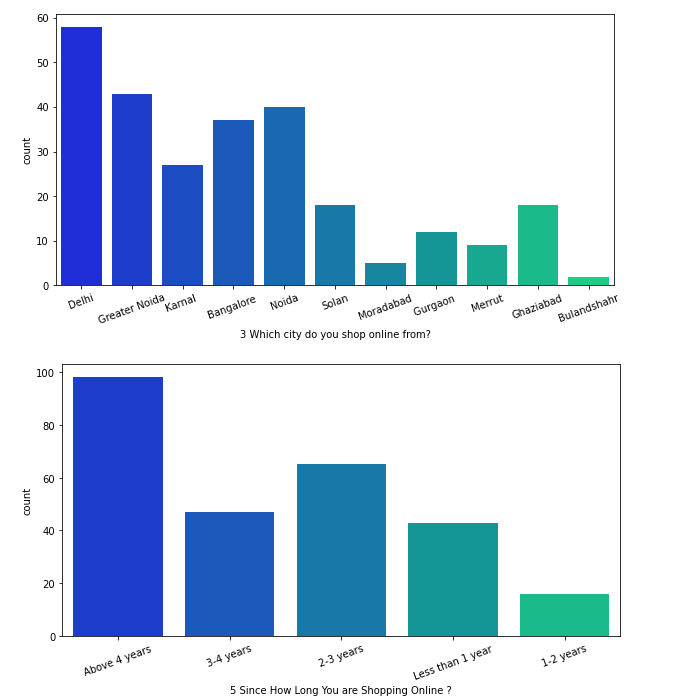 60
50
40
30
20
10
0
count
Delhi Greater Noida Karnal Bangalore Noida Solan Moradabad Gurgaon Merrut Ghaziabad Bulandshahr
3 Which city do you shop online from?
100
80
60
40
20
0
count
Above 4 years 3-4 years 2-3 years Less than 1 year 1-2 years
5 Since How Long You are Shopping Online ?